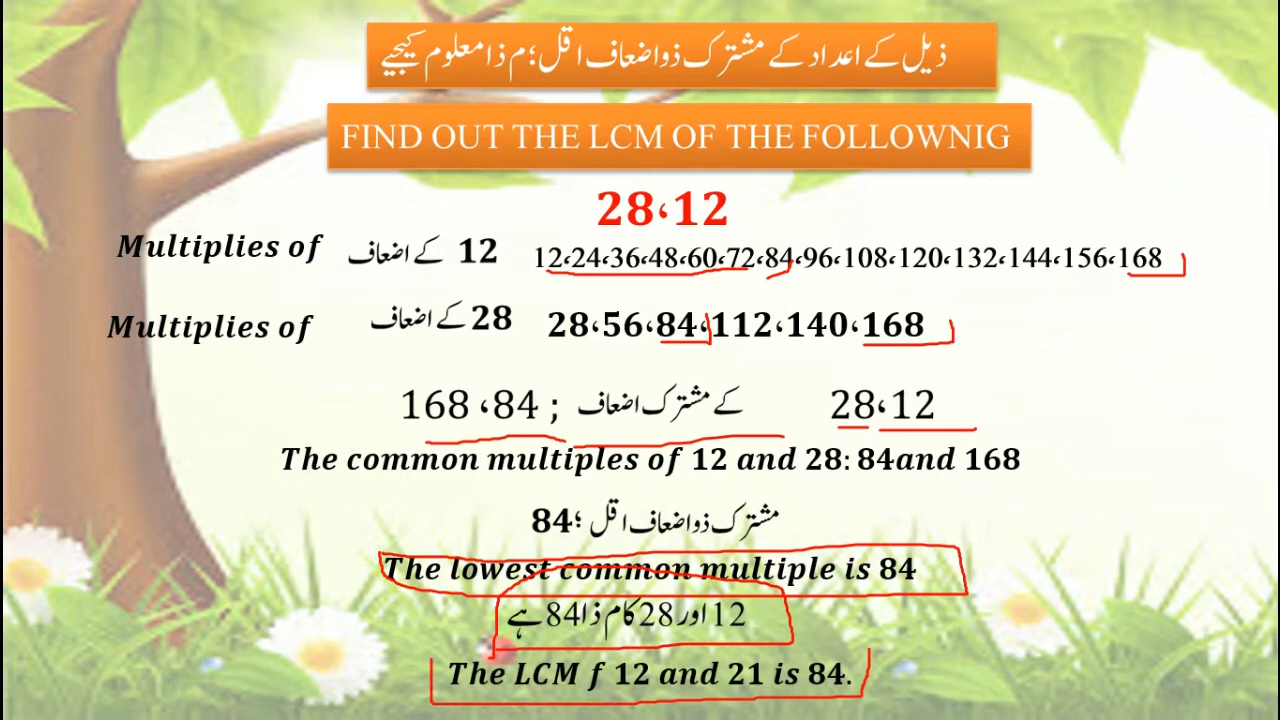 ذیل کے اعداد کے مشترک ذواضعاف اقل؛ م ذا معلوم کیجیے
FIND OUT THE LCM OF THE FOLLOWNIG
28،12
Multiplies of 12 کے اضعاف 12،24،36،48،60،72،84،96،108،120،132،144،156،168
Multiplies of 28 کے اضعاف 28،56،84،112،140،168
168 ،84 ; کے مشترک اضعاف 28،12
The common multiples of 12 and 28: 84and 168
مشترک ذواضعاف اقل ؛84
The lowest common multiple is 84
12 اور 28 کا م ذا 84 ہے
The LCM f 12 and 21 is 84.